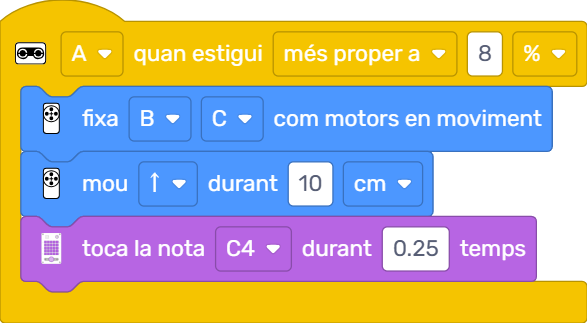 A quan estigui més proper a 8 %
fixa B C com motors en moviment
mou ↑ durant 10 cm
toca la nota C4 durant 0.25 temps